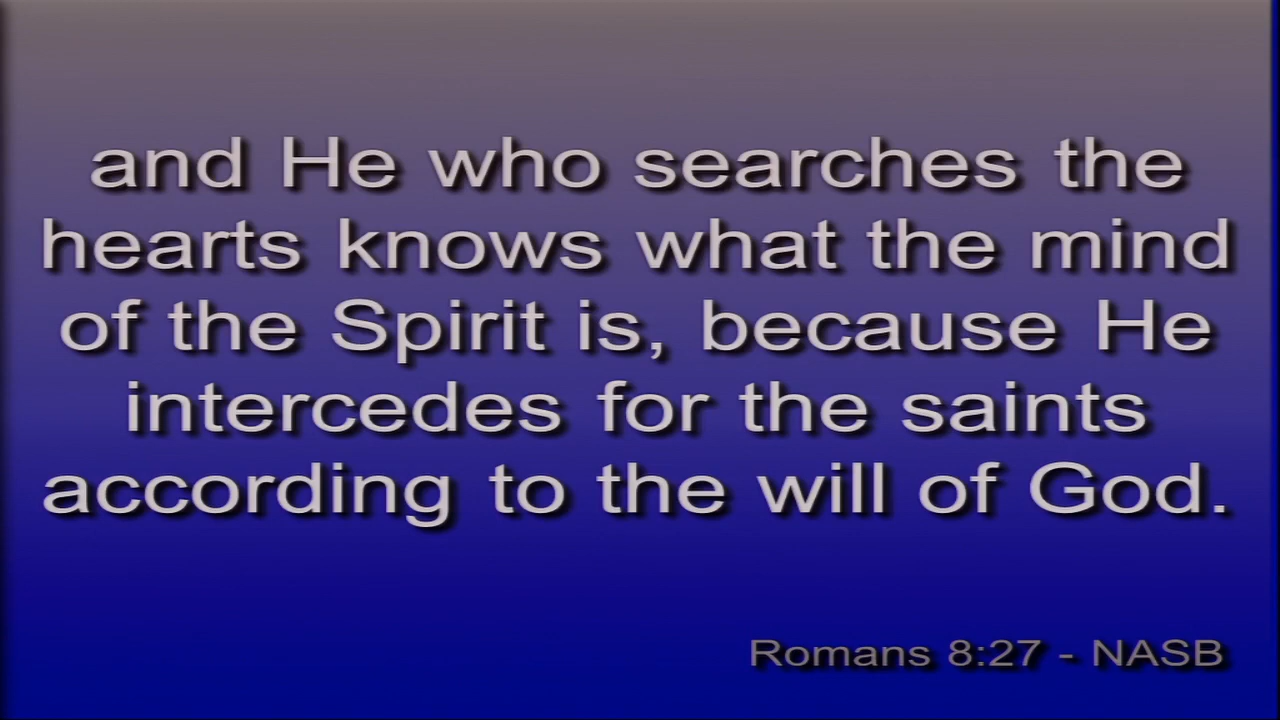 and He who searches the
hearts knows what the mind
of the Spirit is, because He
intercedes for the saints
according to the will of God.
Romans 8:27 - NASB